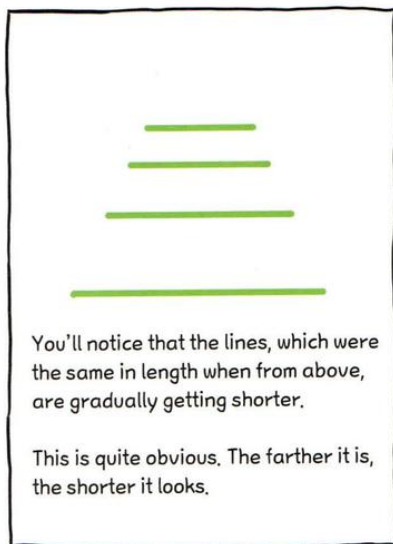 You'll notice that the lines, which were
the same in length when from above,
are gradually getting shorter.
This is quite obvious. The farther it is,
the shorter it looks.